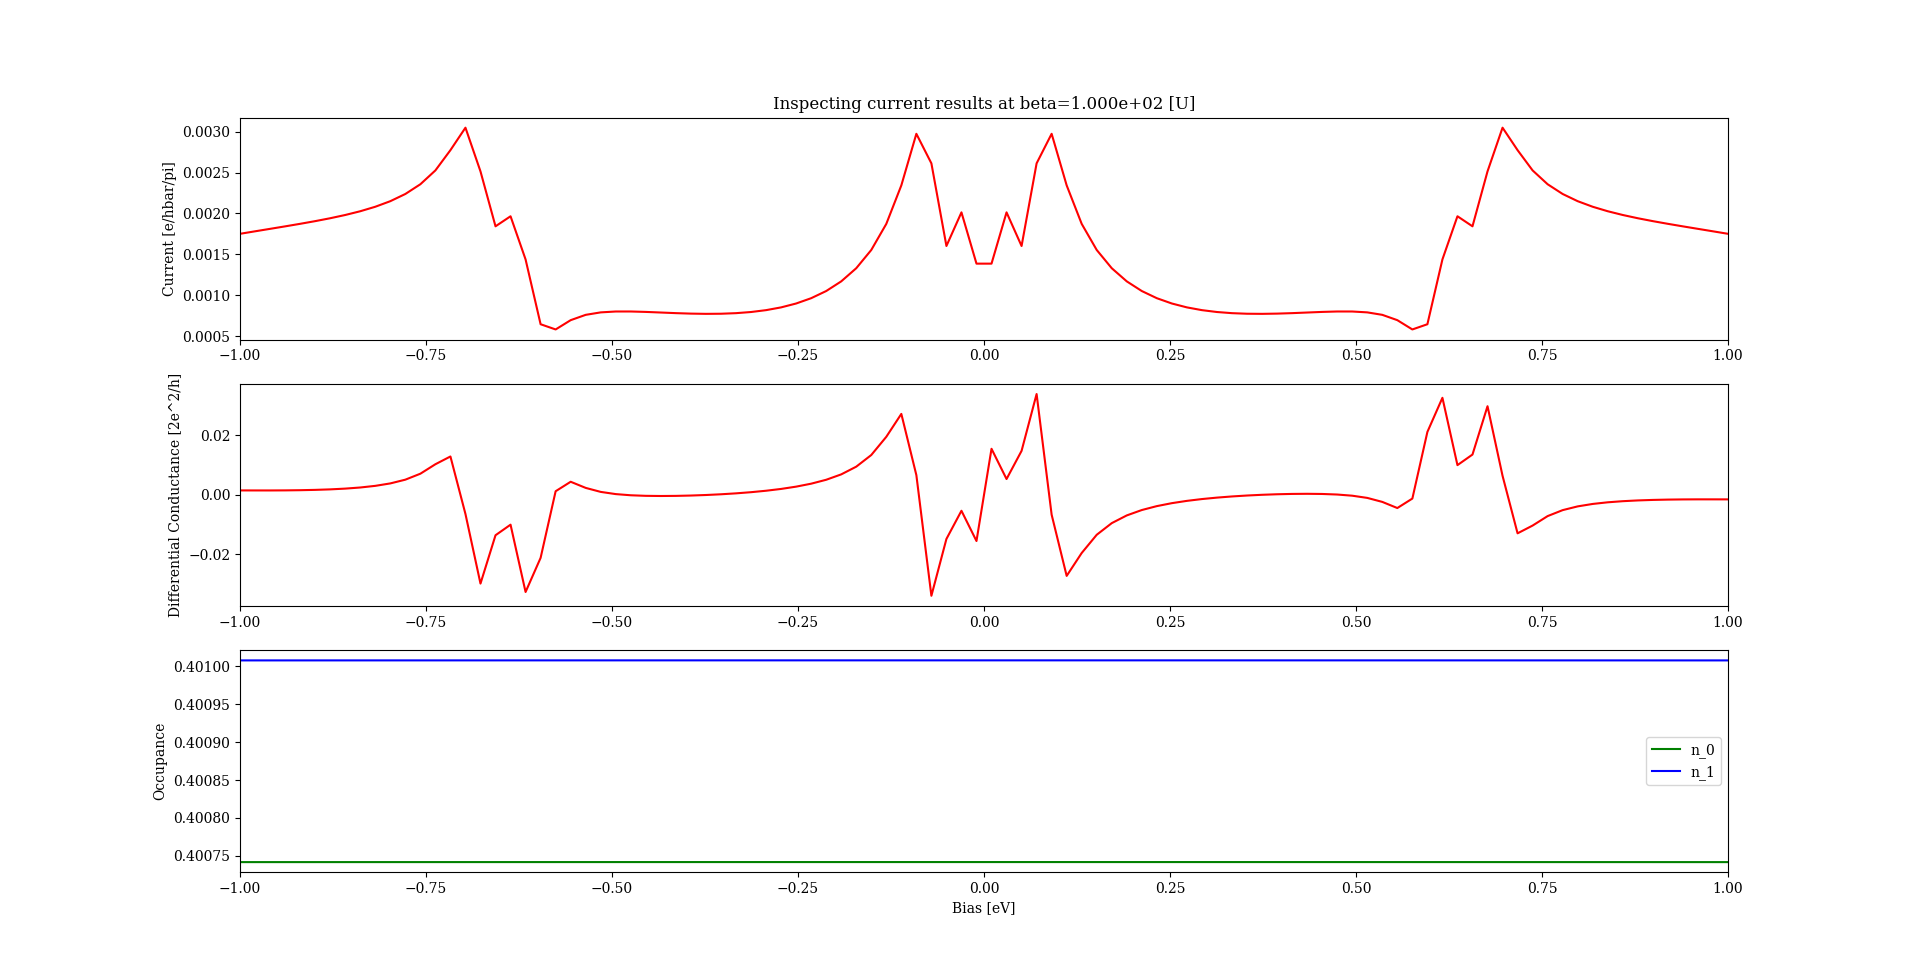 Inspecting current results at beta=1.000e+02 [U]
Current [e/hbar/pi]
0.0030
0.0025
0.0020
0.0015
0.0010
0.0005
−1.00 −0.75 −0.50 −0.25 0.00 0.25 0.50 0.75 1.00
Differential Conductance [2e^2/h]
0.02
0.00
−0.02
−1.00 −0.75 −0.50 −0.25 0.00 0.25 0.50 0.75 1.00
Occupance
0.40100
0.40095
0.40090
0.40085
0.40080
0.40075
n_0
n_1
−1.00 −0.75 −0.50 −0.25 0.00 0.25 0.50 0.75 1.00
Bias [eV]